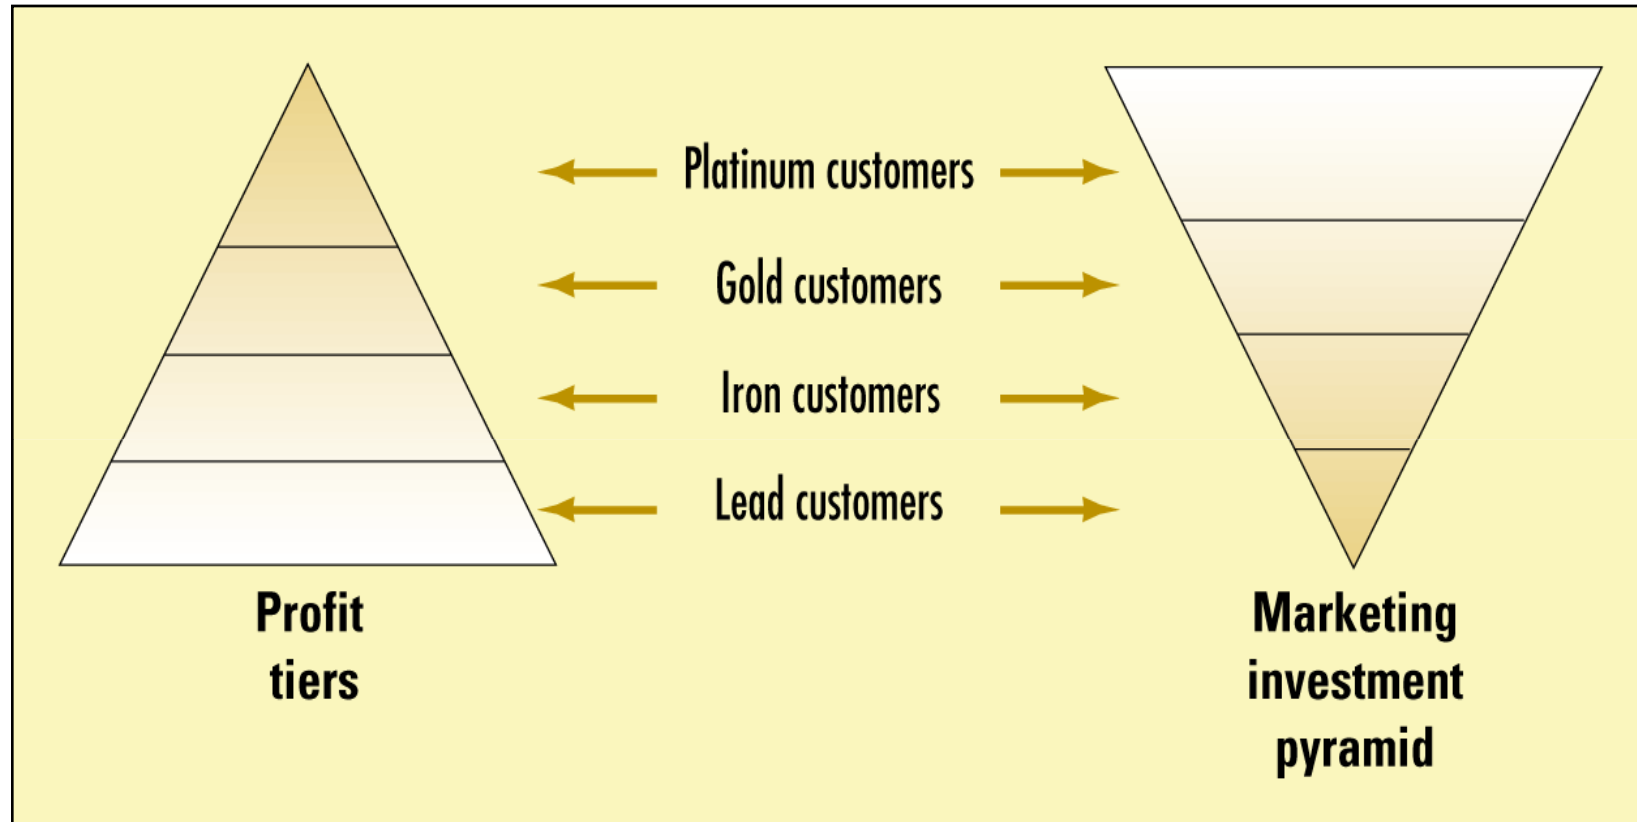 Platinum customers
Gold customers
Iron customers
Lead customers
Profit
tiers
Marketing
investment
pyramid